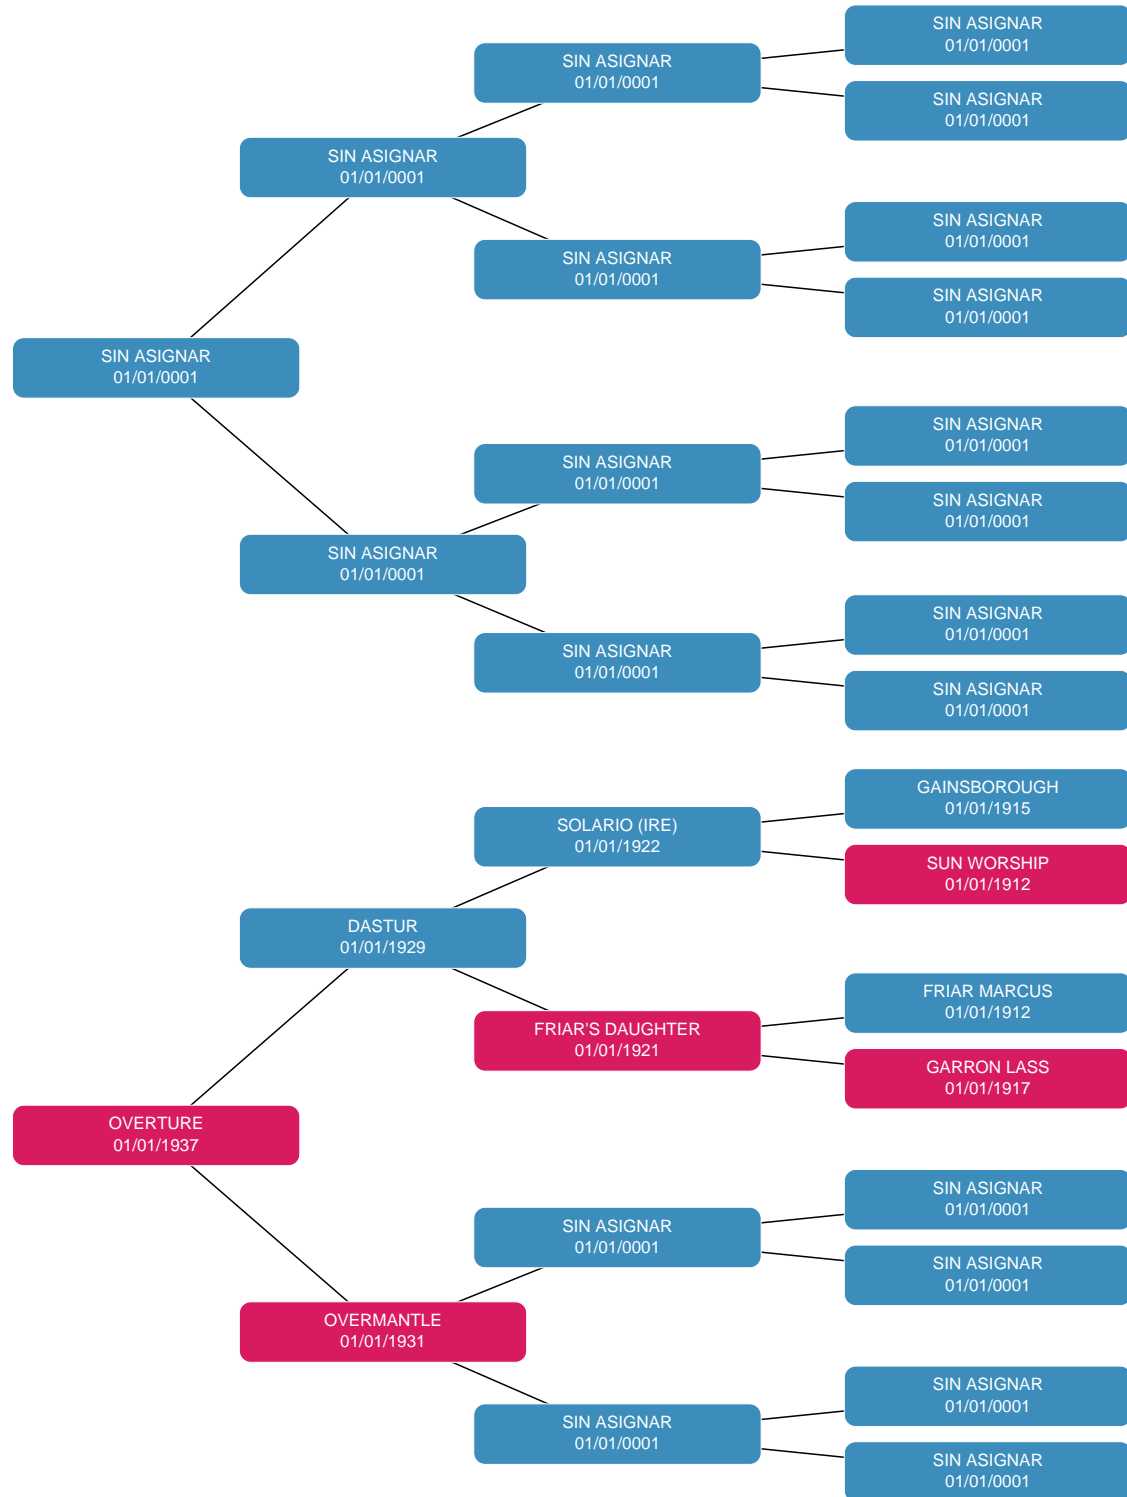 SIN ASIGNAR
01/01/0001
SIN ASIGNAR
01/01/0001
SIN ASIGNAR
01/01/0001
SIN ASIGNAR
01/01/0001
SIN ASIGNAR
01/01/0001
SIN ASIGNAR
01/01/0001
SIN ASIGNAR
01/01/0001
SIN ASIGNAR
01/01/0001
SIN ASIGNAR
01/01/0001
SIN ASIGNAR
01/01/0001
SIN ASIGNAR
01/01/0001
SIN ASIGNAR
01/01/0001
SIN ASIGNAR
01/01/0001
SIN ASIGNAR
01/01/0001
SIN ASIGNAR
01/01/0001
GAINSBOROUGH
01/01/1915
SOLARIO (IRE)
01/01/1922
SUN WORSHIP
01/01/1912
DASTUR
01/01/1929
FRIAR MARCUS
01/01/1912
FRIAR'S DAUGHTER
01/01/1921
GARRON LASS
01/01/1917
OVERTURE
01/01/1937
SIN ASIGNAR
01/01/0001
SIN ASIGNAR
01/01/0001
SIN ASIGNAR
01/01/0001
OVERMANTLE
01/01/1931
SIN ASIGNAR
01/01/0001
SIN ASIGNAR
01/01/0001
SIN ASIGNAR
01/01/0001